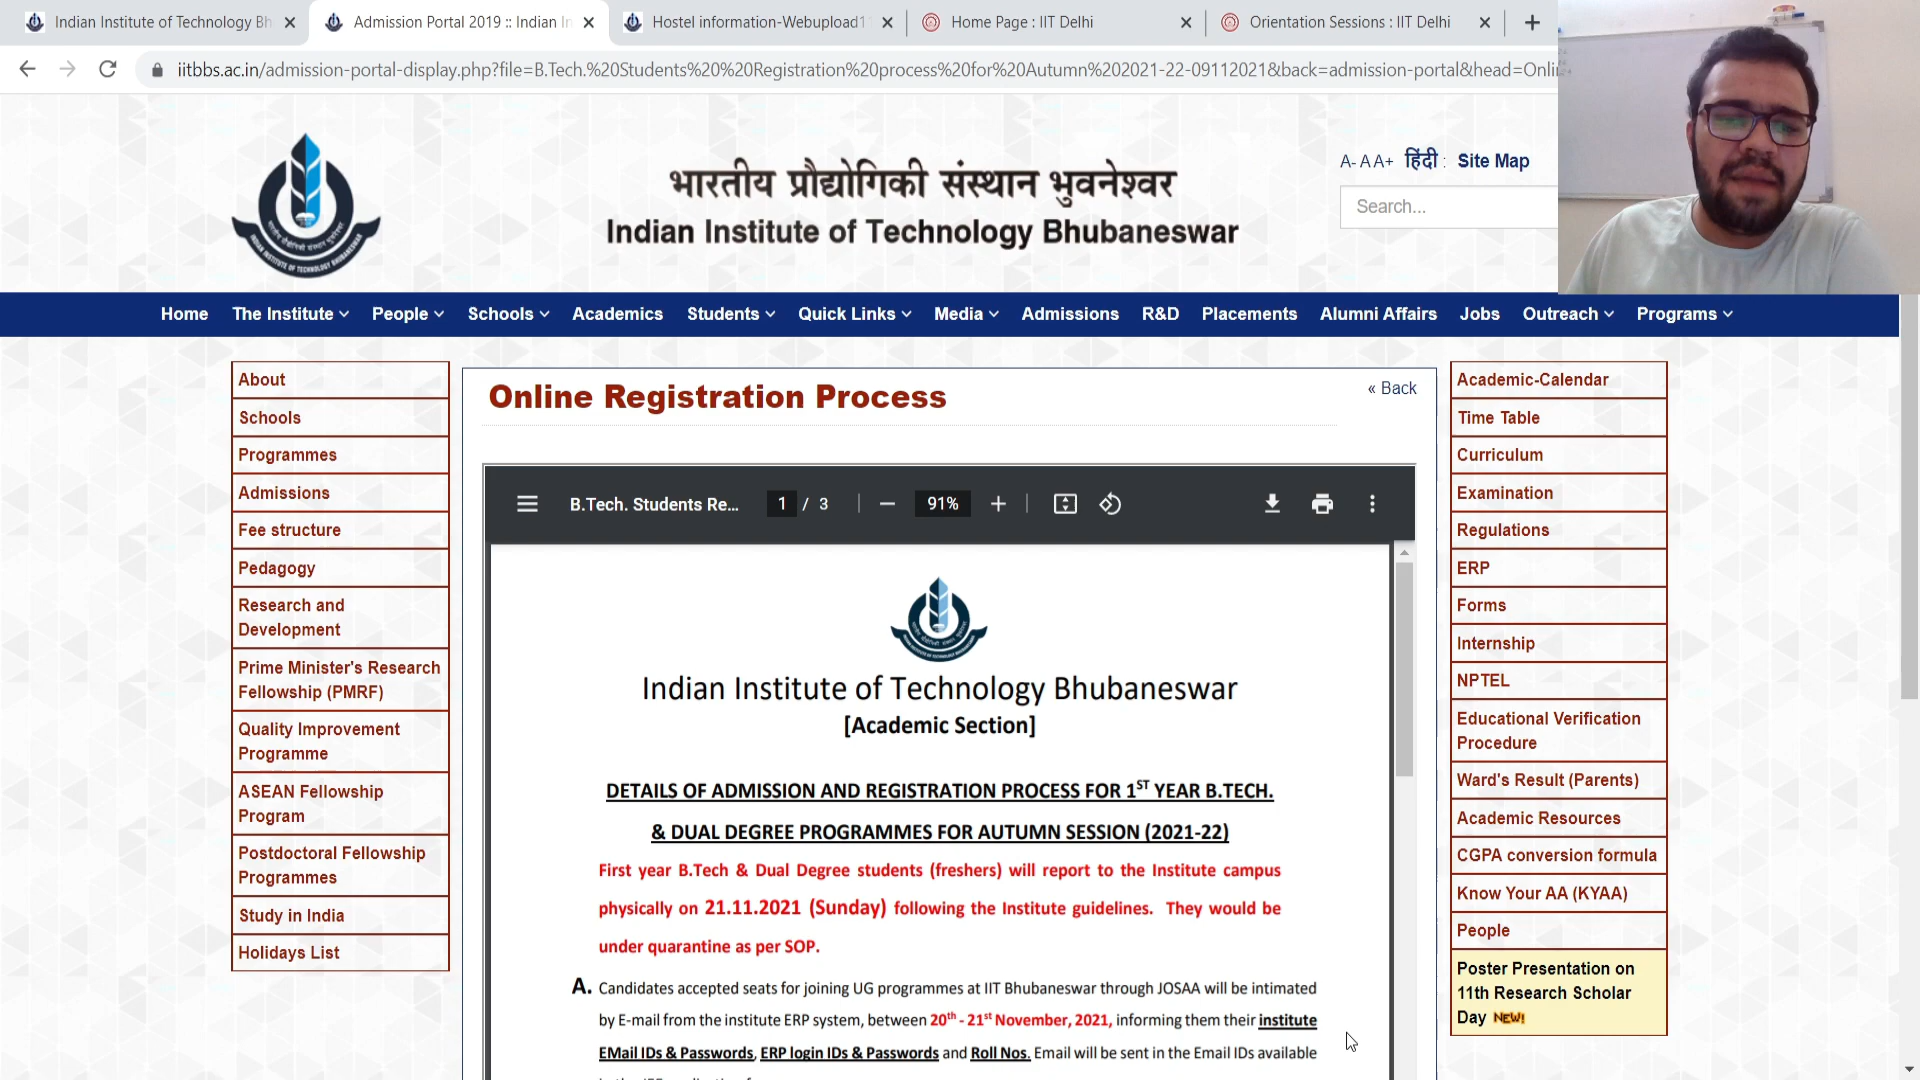 Indian Institute of Technology Bh
Admission Portal 2019 :: Indian In
Hostel information-Webupload1
Home Page : IIT Delhi
Orientation Sessions : IIT Delhi
iitbbs.ac.in/admission-portal-display.php?file=B.Tech.%20Students%20%20Registration%20process%20for%20Autumn%202021-22-09112021&back=admission-portal&head=Onli
भारतीय प्रौद्योगिकी संस्थान भुवनेश्वर
Indian Institute of Technology Bhubaneswar
A- A A+ हिंदी : Site Map
Search...
INDIAN INSTITUTE OF TECHNOLOGY BHUBANESWAR
Home The Institute People Schools Academics Students Quick Links Media Admissions R&D Placements Alumni Affairs Jobs Outreach Programs
About
Schools
Programmes
Admissions
Fee structure
Pedagogy
Research and
Development
Prime Minister's Research
Fellowship (PMRF)
Quality Improvement
Programme
ASEAN Fellowship
Program
Postdoctoral Fellowship
Programmes
Study in India
Holidays List
Online Registration Process
« Back
B.Tech. Students Re... 1 / 3 91%
Indian Institute of Technology Bhubaneswar
[Academic Section]
DETAILS OF ADMISSION AND REGISTRATION PROCESS FOR 1ST YEAR B.TECH.
& DUAL DEGREE PROGRAMMES FOR AUTUMN SESSION (2021-22)
First year B.Tech & Dual Degree students (freshers) will report to the Institute campus
physically on 21.11.2021 (Sunday) following the Institute guidelines. They would be
under quarantine as per SOP.
A. Candidates accepted seats for joining UG programmes at IIT Bhubaneswar through JOSAA will be intimated
by E-mail from the institute ERP system, between 20th - 21st November, 2021, informing them their institute
EMail IDs & Passwords, ERP login IDs & Passwords and Roll Nos. Email will be sent in the Email IDs available
Academic-Calendar
Time Table
Curriculum
Examination
Regulations
ERP
Forms
Internship
NPTEL
Educational Verification
Procedure
Ward's Result (Parents)
Academic Resources
CGPA conversion formula
Know Your AA (KYAA)
People
Poster Presentation on
11th Research Scholar
Day NEW!